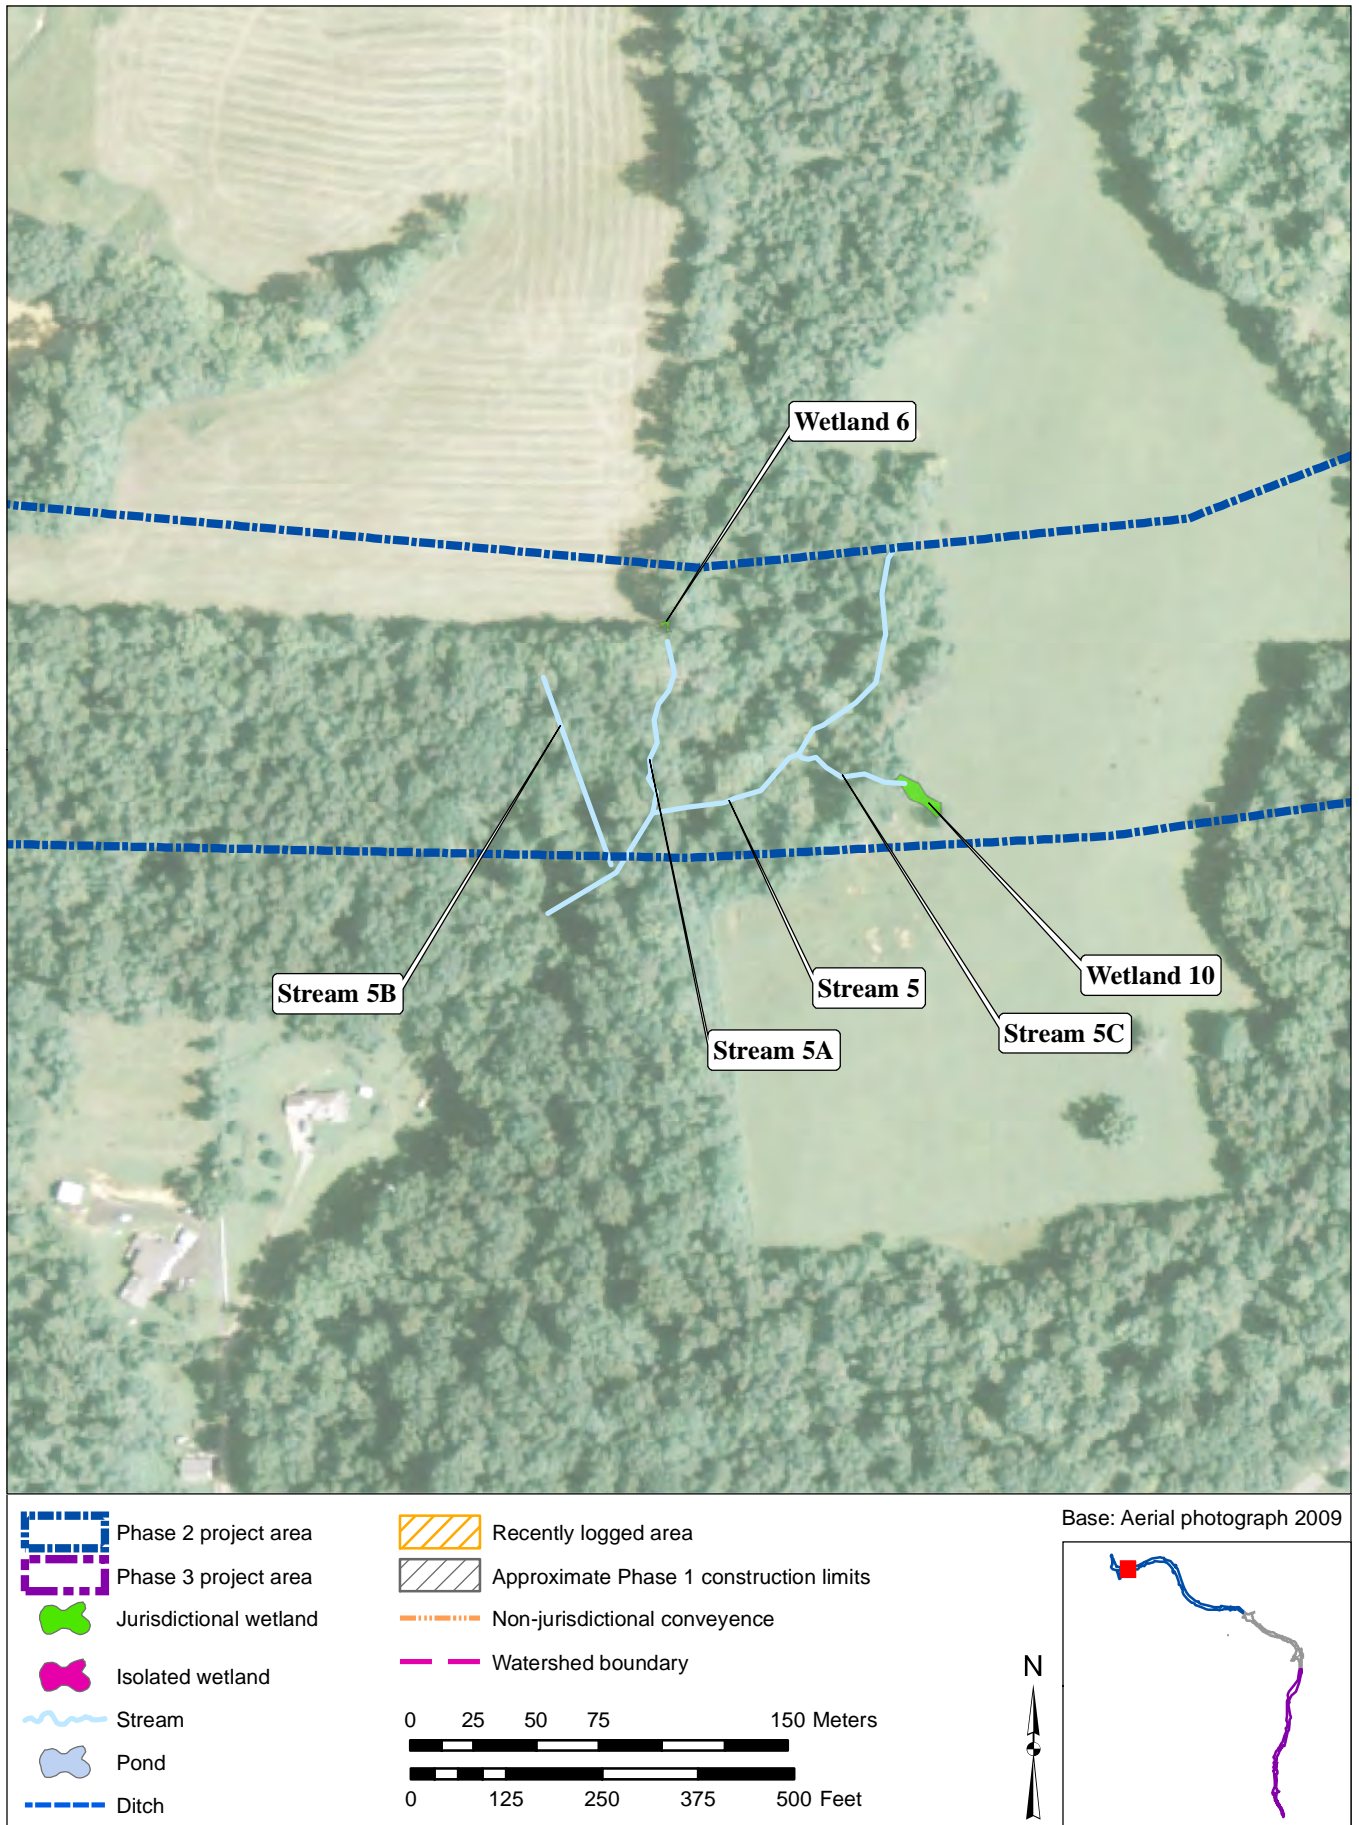 Wetland 6
Stream 5B
Stream 5
Wetland 10
Stream 5A
Stream 5C
Phase 2 project area
Phase 3 project area
Jurisdictional wetland
Isolated wetland
Stream
Pond
Ditch
Recently logged area
Approximate Phase 1 construction limits
Non-jurisdictional conveyence
Watershed boundary
0 25 50 75 150 Meters
0 125 250 375 500 Feet
N
Base: Aerial photograph 2009